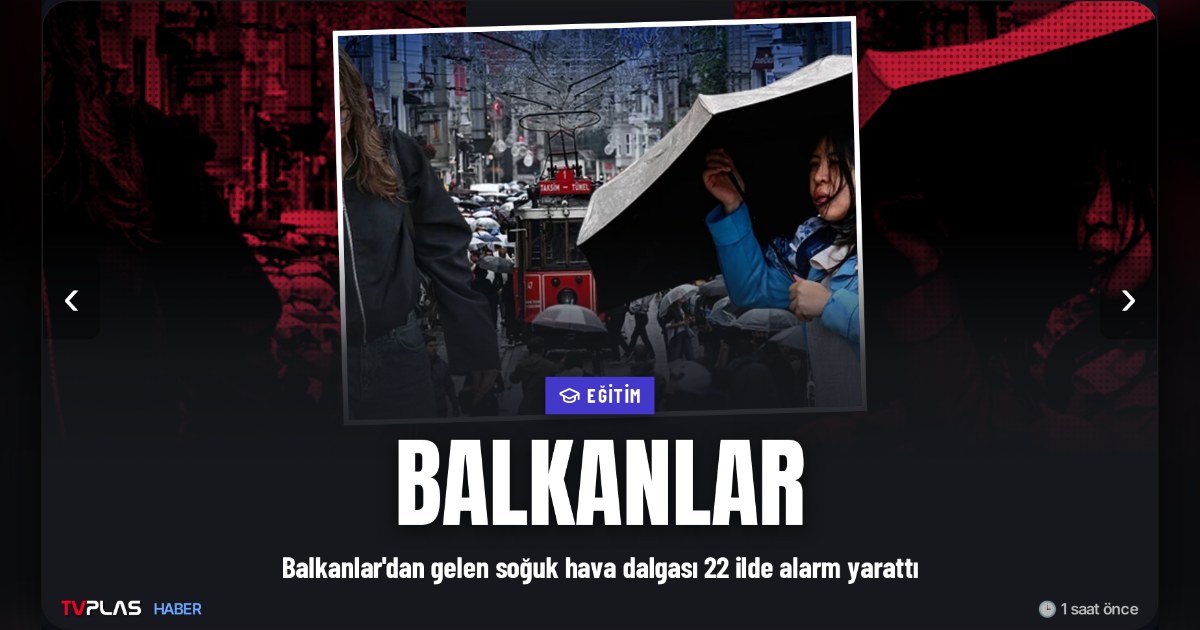 1
TAKSİM – TÜNEL
EĞİTİM
BALKANLAR
Balkanlar'dan gelen soğuk hava dalgası 22 ilde alarm yarattı
TVPLAS HABER
1 saat önce